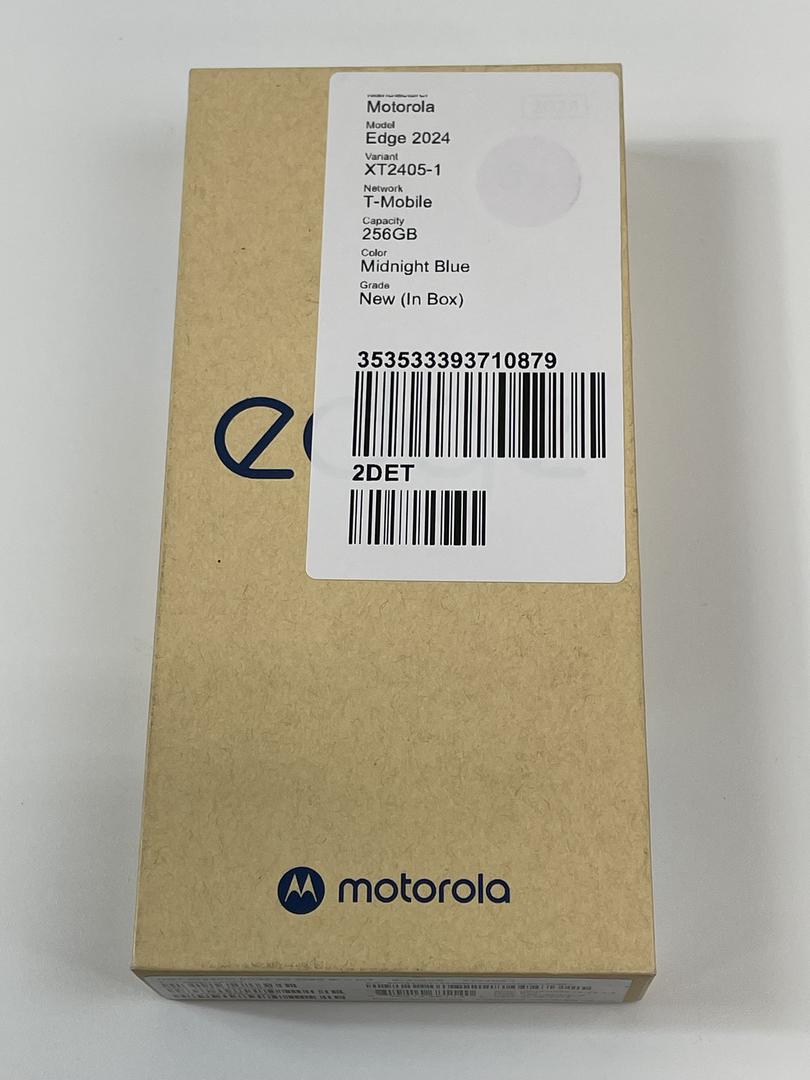 Motorola
Model
Edge 2024
Variant
XT2405-1
Network
T-Mobile
Capacity
256GB
Color
Midnight Blue
Grade
New (In Box)
353533393710879
2DET
edge
motorola